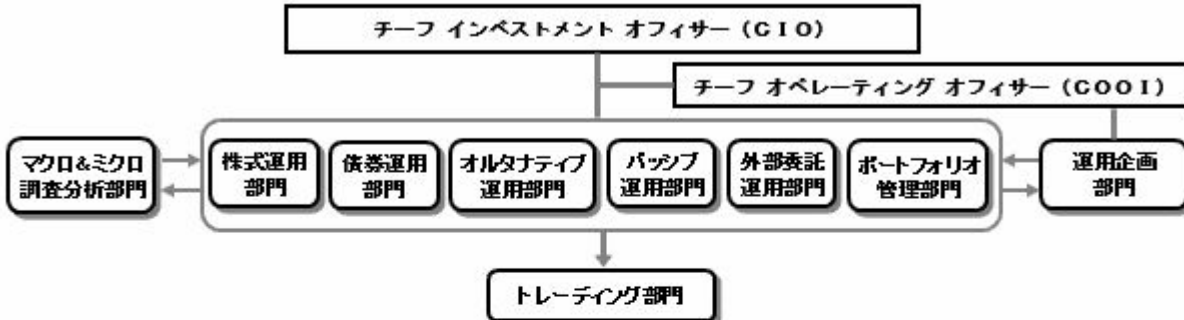 チーフ インベストメント オフィサー（CIO）
チーフ オペレーティング オフィサー（COOI）
マクロ&ミクロ
調査分析部門
株式運用
部門
債券運用
部門
オルタナティブ
運用部門
パッシブ
運用部門
外部委託
運用部門
ポートフォリオ
管理部門
運用企画
部門
トレーディング部門